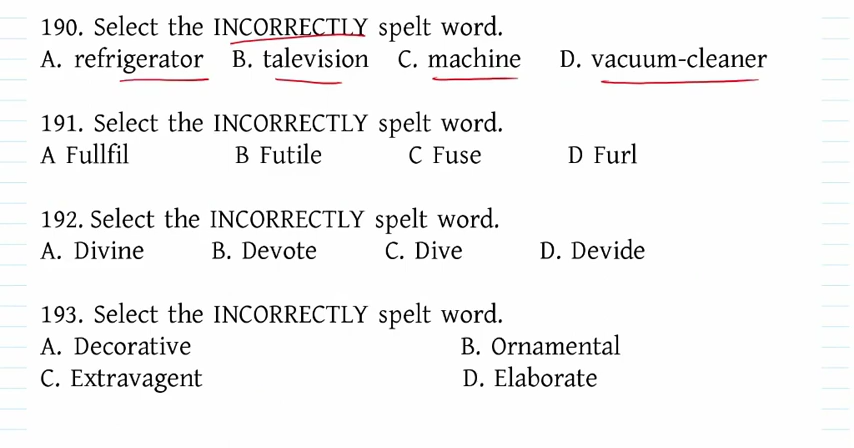 190. Select the INCORRECTLY spelt word.
A. refrigerator B. talevision C. machine D. vacuum-cleaner
191. Select the INCORRECTLY spelt word.
A Fullfil B Futile C Fuse D Furl
192. Select the INCORRECTLY spelt word.
A. Divine B. Devote C. Dive D. Devide
193. Select the INCORRECTLY spelt word.
A. Decorative B. Ornamental
C. Extravagent D. Elaborate